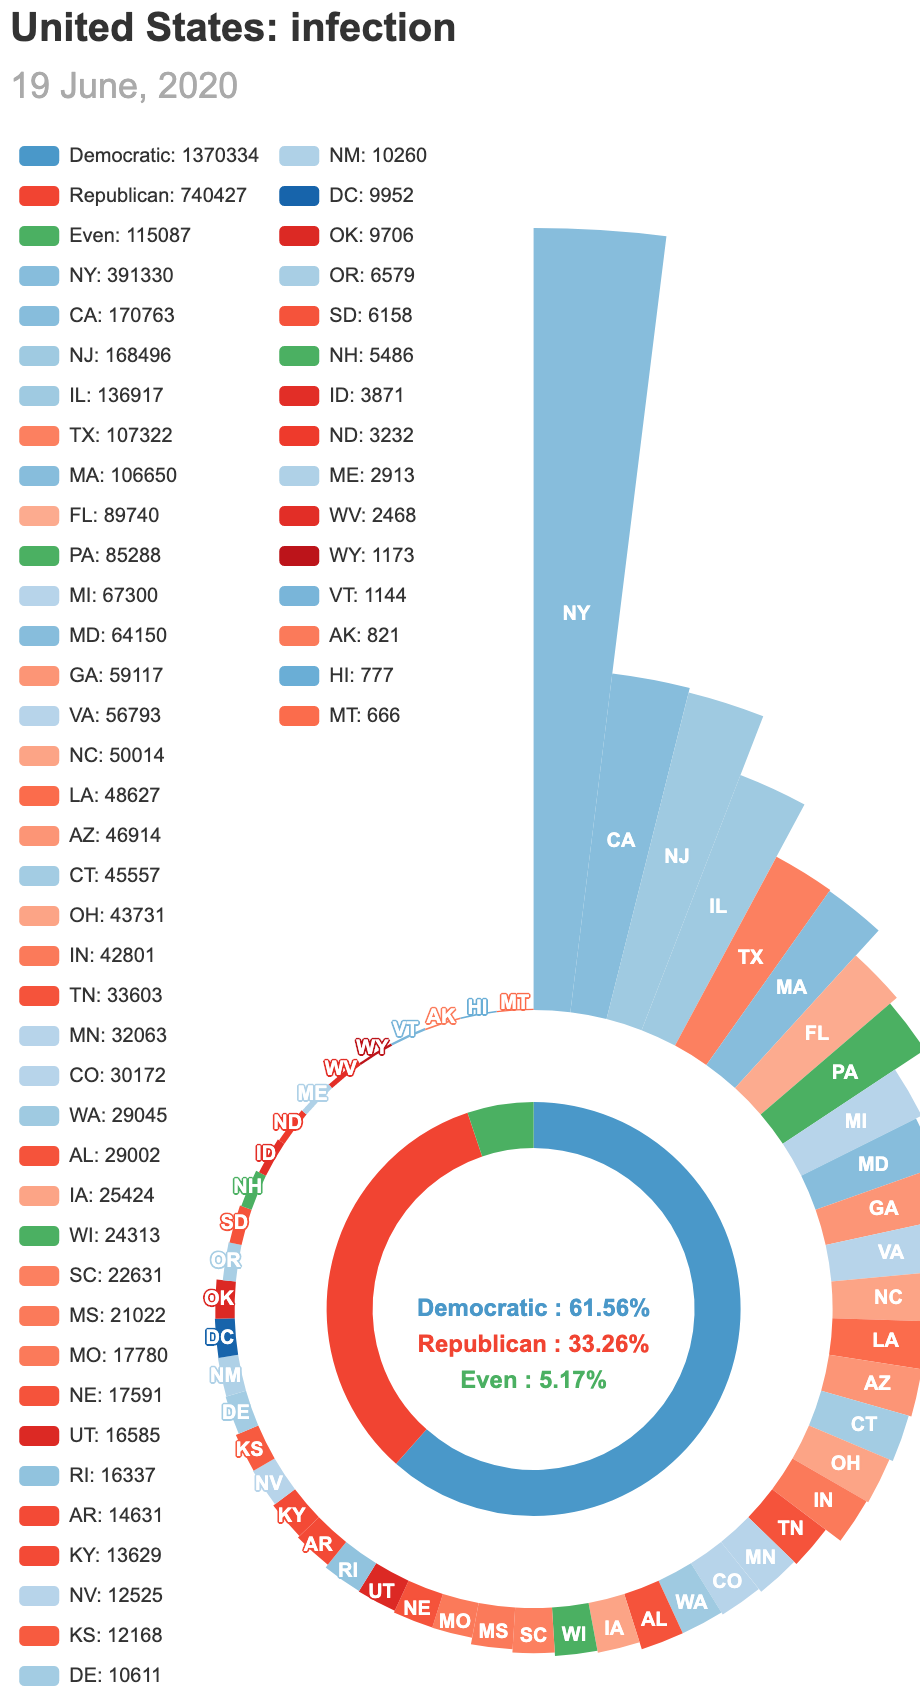 United States: infection
19 June, 2020
Democratic: 1370334
Republican: 740427
Even: 115087
NY: 391330
CA: 170763
NJ: 168496
IL: 136917
TX: 107322
MA: 106650
FL: 89740
PA: 85288
MI: 67300
MD: 64150
GA: 59117
VA: 56793
NC: 50014
LA: 48627
AZ: 46914
CT: 45557
OH: 43731
IN: 42801
TN: 33603
MN: 32063
CO: 30172
WA: 29045
AL: 29002
IA: 25424
WI: 24313
SC: 22631
MS: 21022
MO: 17780
NE: 17591
UT: 16585
RI: 16337
AR: 14631
KY: 13629
NV: 12525
KS: 12168
DE: 10611
NM: 10260
DC: 9952
OK: 9706
OR: 6579
SD: 6158
NH: 5486
ID: 3871
ND: 3232
ME: 2913
WV: 2468
WY: 1173
VT: 1144
AK: 821
HI: 777
MT: 666
NY
CA
NJ
IL
TX
MA
FL
PA
MI
MD
GA
VA
NC
LA
AZ
CT
OH
IN
TN
MN
CO
WA
AL
IA
WI
SC
MS
MO
NE
UT
RI
AR
KY
NV
KS
DE
NM
DC
OK
OR
SD
NH
ID
ND
ME
WV
WY
VT
AK
HI
MT
Democratic : 61.56%
Republican : 33.26%
Even : 5.17%